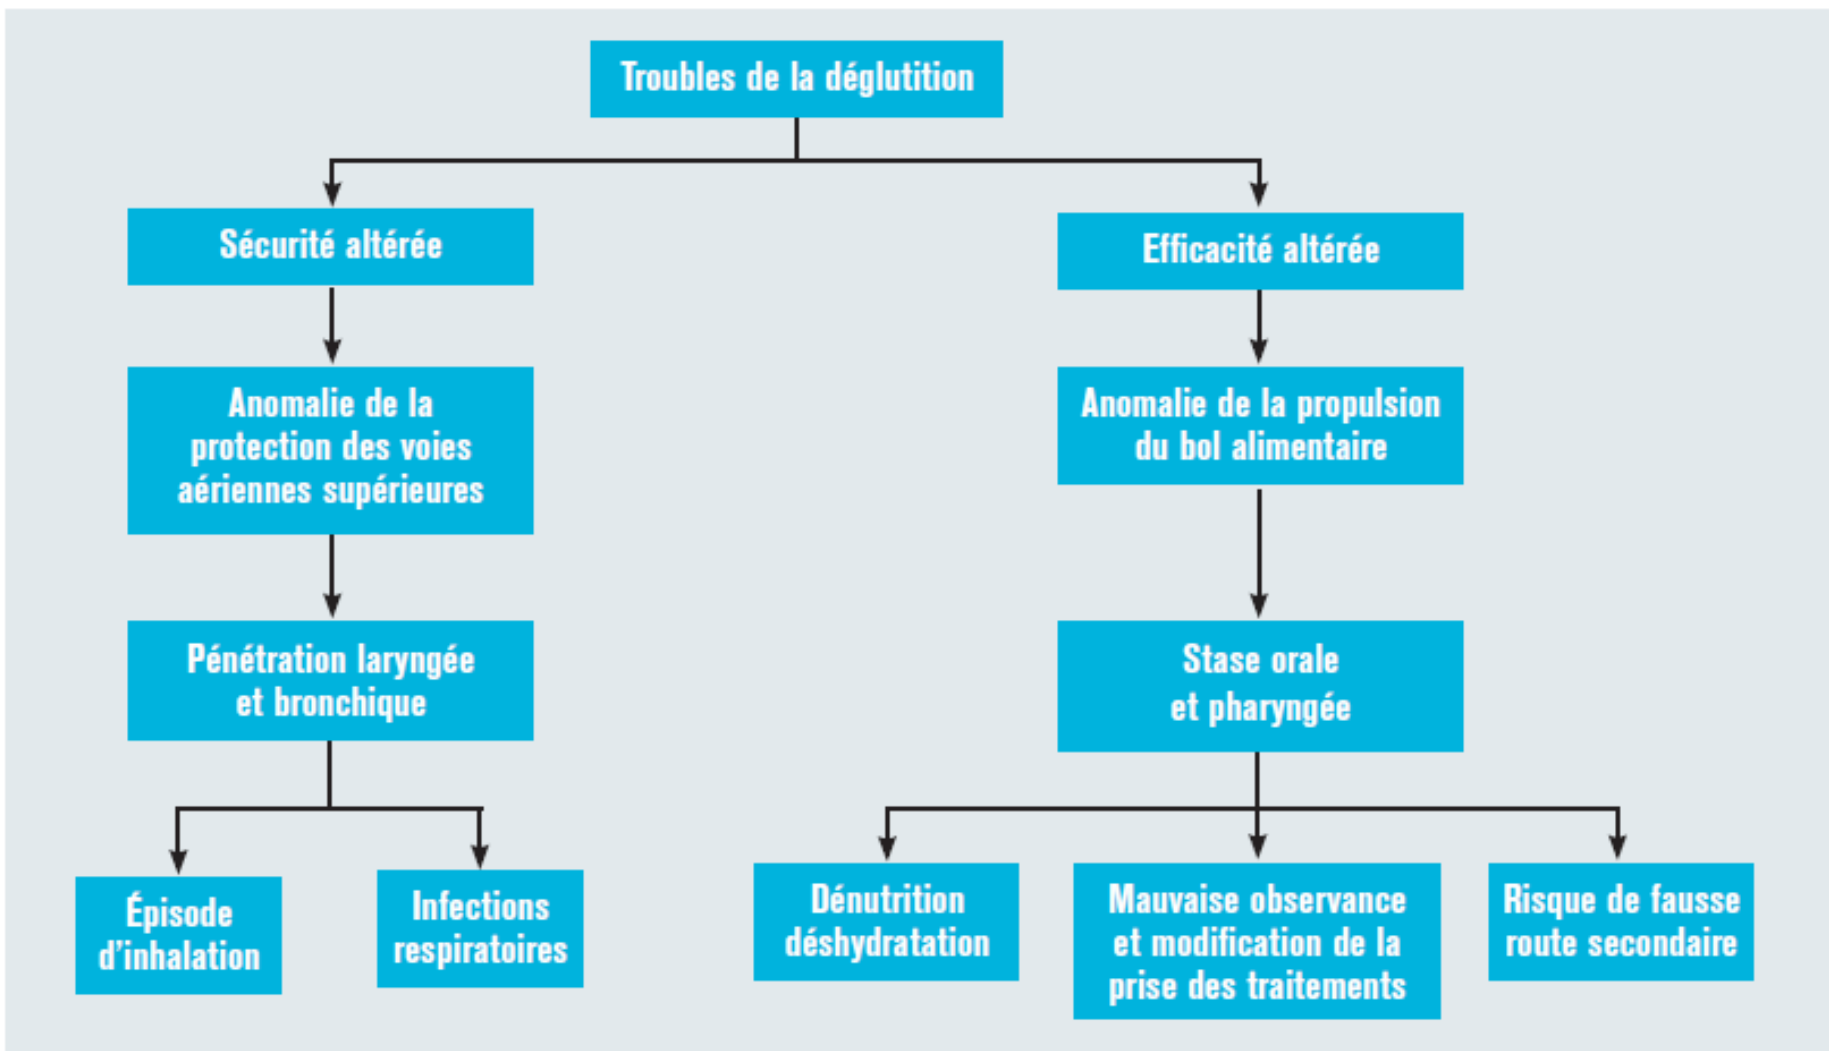 Troubles de la déglutition
Sécurité altérée
Efficacité altérée
Anomalie de la
protection des voies
aériennes supérieures
Anomalie de la propulsion
du bol alimentaire
Pénétration laryngée
et bronchique
Stase orale
et pharyngée
Épisode
d’inhalation
Infections
respiratoires
Dénutrition
déshydratation
Mauvaise observance
et modification de la
prise des traitements
Risque de fausse
route secondaire